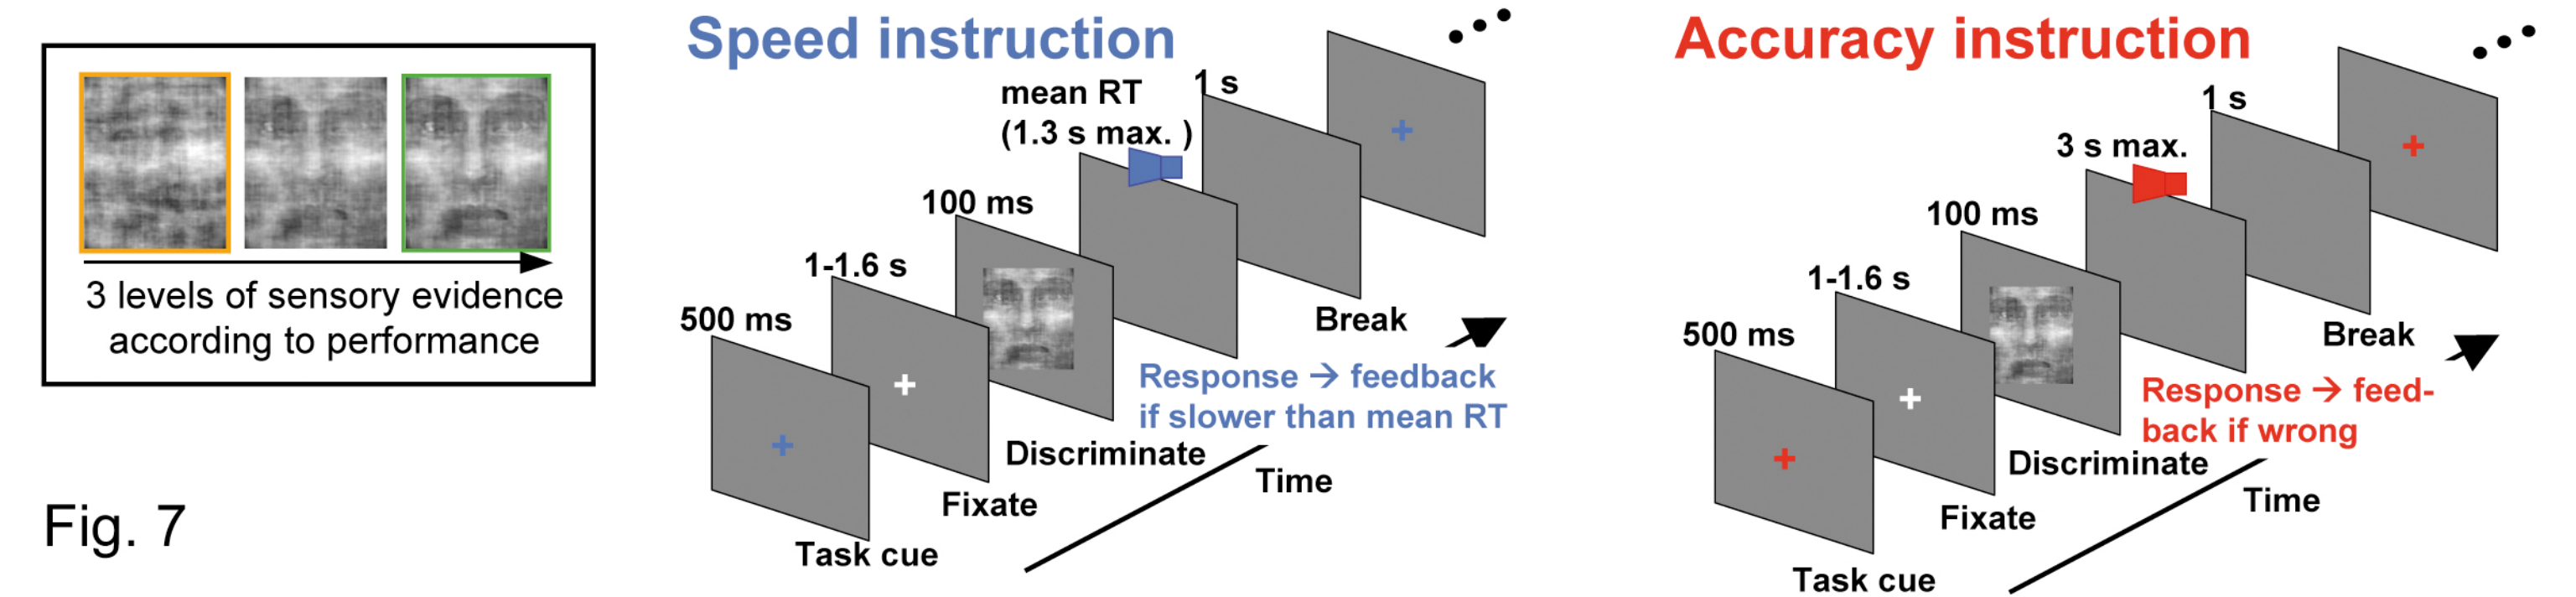 3 levels of sensory evidence
according to performance
Fig. 7
Speed instruction
mean RT
(1.3 s max. )
1 s
100 ms
1-1.6 s
500 ms
Break
Response → feedback
if slower than mean RT
Discriminate
Time
Fixate
Task cue
Accuracy instruction
1 s
3 s max.
100 ms
1-1.6 s
500 ms
Break
Response → feed-
back if wrong
Discriminate
Time
Fixate
Task cue